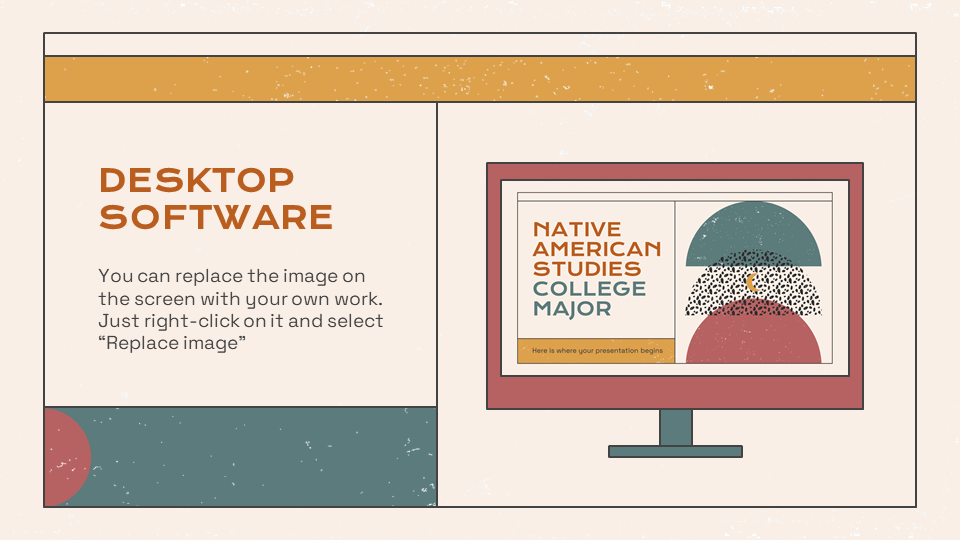 DESKTOP
SOFTWARE
You can replace the image on
the screen with your own work.
Just right-click on it and select
“Replace image”
NATIVE
AMERICAN
STUDIES
COLLEGE
MAJOR
Here is where your presentation begins